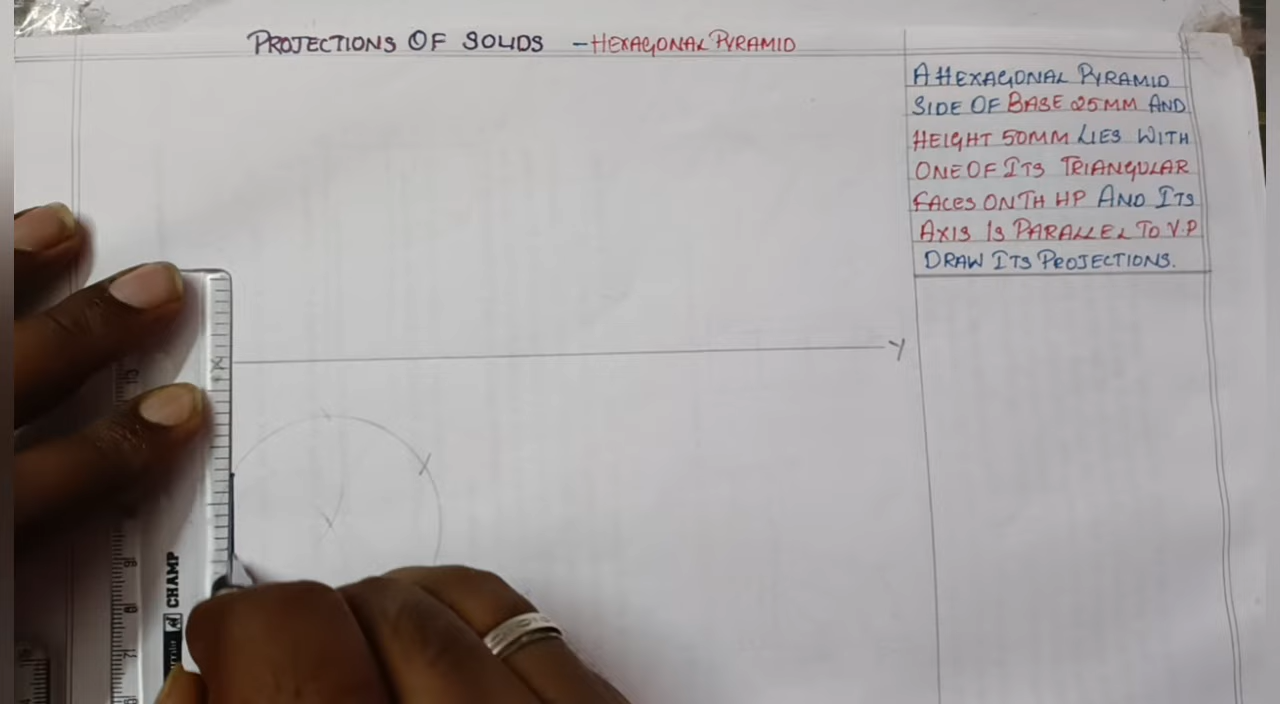 PROJECTIONS OF SOLIDS - HEXAGONAL PYRAMID
A HEXAGONAL PYRAMID
SIDE OF BASE 25MM AND
HEIGHT 50MM LIES WITH
ONE OF ITS TRIANGULAR
FACES ON TH HP AND ITS
AXIS IS PARALLEL TO V.P
DRAW ITS PROJECTIONS.
X
Y
CHAMP